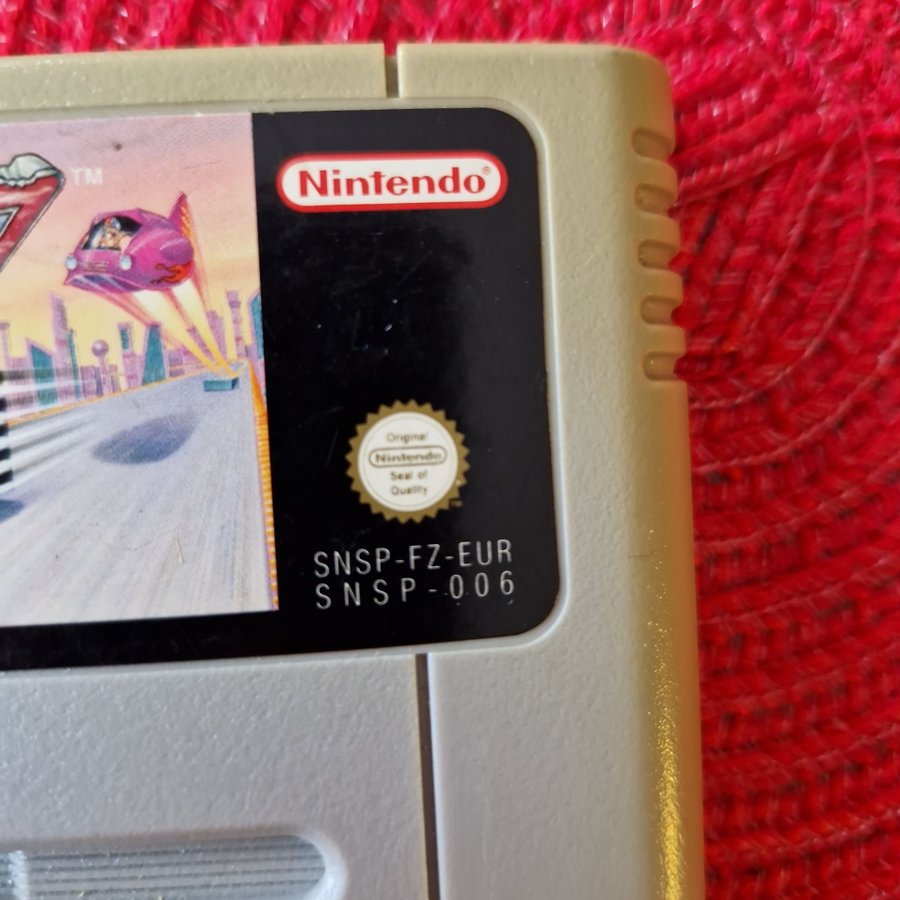 TM
Nintendo®
Original
Nintendo
Seal of
Quality
SNSP-FZ-EUR
SNSP-006